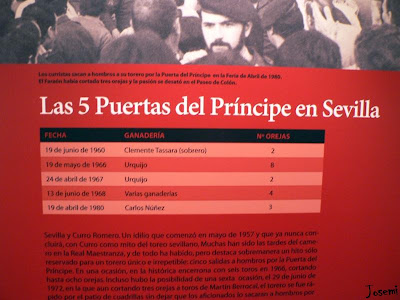 Los curristas sacan a hombros a su torero por la Puerta del Príncipe en la Feria de Abril de 1980.
El Faraón había cortado tres orejas y la pasión se desató en el Paseo de Colón.
Las 5 Puertas del Príncipe en Sevilla
FECHA GANADERÍA Nº OREJAS
19 de junio de 1960 Clemente Tassara (sobrero) 2
19 de mayo de 1966 Urquijo 8
24 de abril de 1967 Urquijo 2
13 de junio de 1968 Varias ganaderías 4
19 de abril de 1980 Carlos Núñez 3
Sevilla y Curro Romero. Un idilio que comenzó en mayo de 1957 y que ya nunca con-
cluirá, con Curro como mito del toreo sevillano. Muchas han sido las tardes del came-
ro en la Real Maestranza, y de todo ha habido, pero destaca sobremanera un hito sólo
reservado para un torero único e irrepetible: cinco salidas a hombros por la Puerta del
Príncipe. En una ocasión, en la histórica encerrona con seis toros en 1966, cortando
hasta ocho orejas. Incluso hubo la posibilidad de una sexta ocasión, el 29 de junio de
1972, en la que aun cortando tres orejas a toros de Martín Berrocal, el torero se fue im-
pidió por el paso de cuadrillas sin dejar que los aficionados lo sacaran a hombros por
Josemi